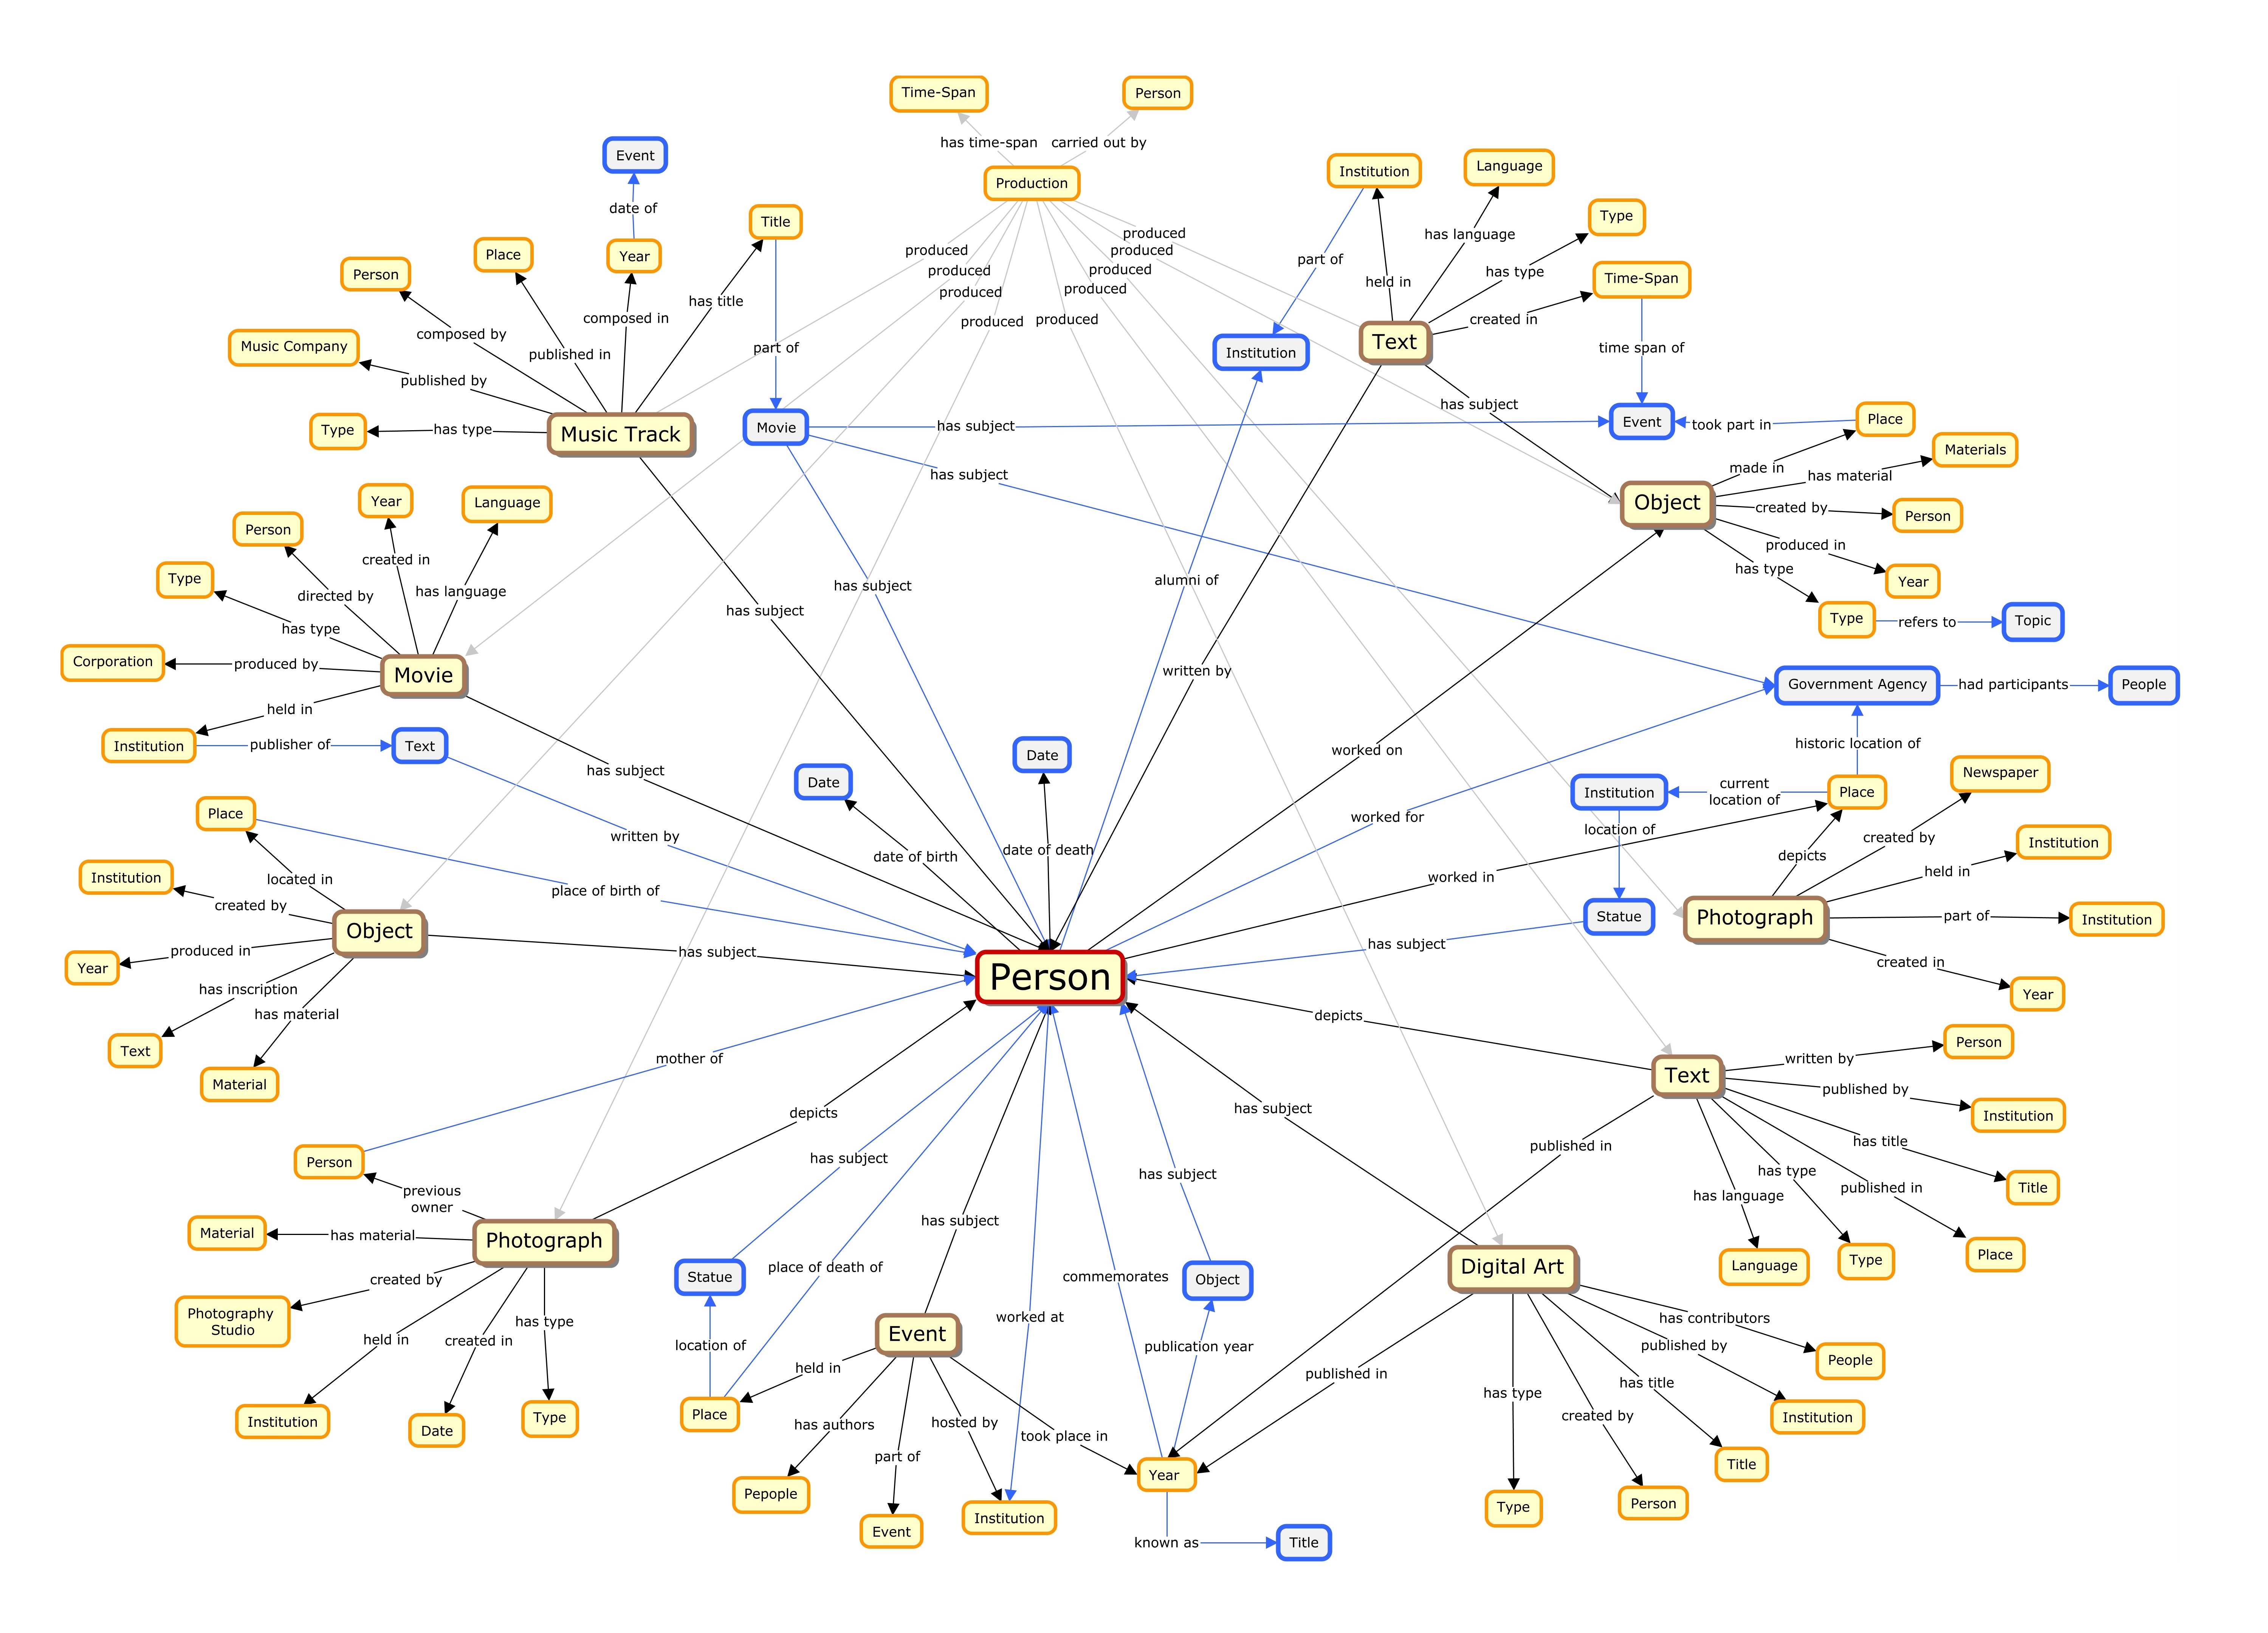 Time-Span
Person
has time-span
carried out by
Production
Event
date of
Title
Year
Place
Person
has title
composed in
composed by
published in
Music Company
published by
Type
has type
Music Track
part of
Movie
produced
produced
produced
produced
produced
produced
produced
produced
produced
produced
Institution
Language
Type
Time-Span
part of
held in
has language
has type
created in
Institution
Text
time span of
has subject
Event
took part in
Place
has subject
has subject
made in
Materials
has material
Object
created by
Person
produced in
has type
Year
Type
refers to
Topic
Year
Language
Person
created in
Type
directed by
has language
has type
Corporation
produced by
Movie
held in
Institution
publisher of
Text
has subject
has subject
alumni of
written by
Government Agency
had participants
People
historic location of
worked on
Date
Date
has subject
written by
date of birth
date of death
worked for
Institution
current
location of
Place
Newspaper
location of
created by
depicts
Institution
held in
worked in
Statue
Photograph
part of
Institution
has subject
created in
Year
Place
Institution
located in
created by
place of birth of
Object
has subject
Year
produced in
has inscription
has material
Text
Material
Person
mother of
depicts
depicts
Text
written by
Person
published by
Institution
has title
Title
has type
has language
published in
Language
Type
Place
published in
has subject
Person
previous
owner
Material
has material
Photograph
created by
Photography
Studio
held in
created in
has type
Institution
Date
Type
has subject
place of death of
has subject
has subject
Statue
commemorates
Object
location of
worked at
publication year
Event
held in
Place
has authors
hosted by
took place in
part of
Pepople
Event
Institution
Year
known as
Title
Digital Art
has contributors
People
published by
published in
has type
has title
Institution
created by
Title
Type
Person